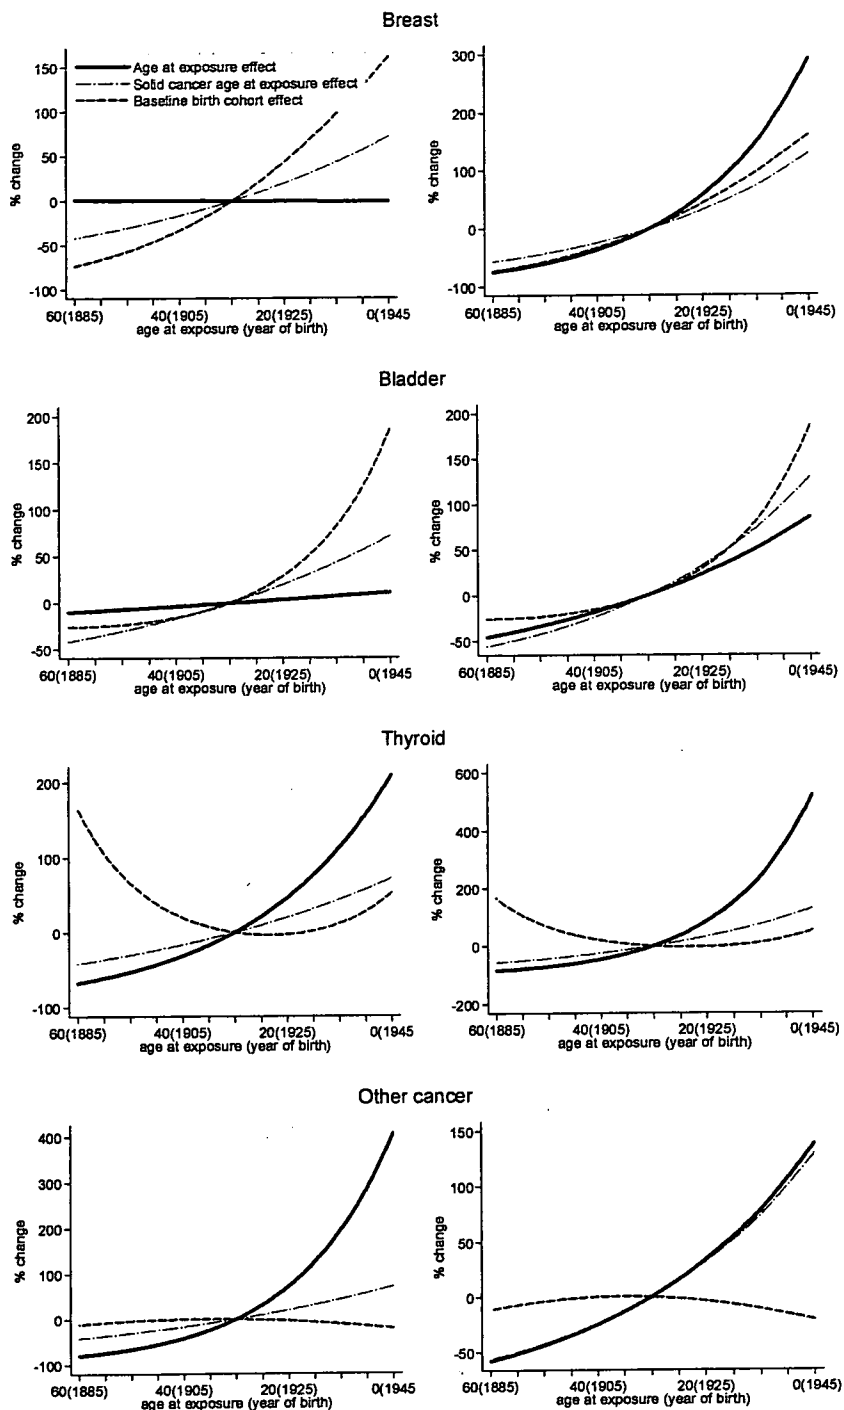 Breast
150
100
50
0
-50
-100
% change
Age at exposure effect
Solid cancer age at exposure effect
Baseline birth cohort effect
60(1885) 40(1905) 20(1925) 0(1945
age at exposure (year of birth)
300
200
100
0
-100
% change
60(1885) 40(1905) 20(1925) 0(1945)
age at exposure (year of birth)
Bladder
200
150
100
50
0
-50
% change
60(1885) 40(1905) 20(1925) 0(1945
age at exposure (year of birth)
200
150
100
50
0
-50
% change
60(1885) 40(1905) 20(1925) 0(1945)
age at exposure (year of birth)
Thyroid
200
100
0
-100
% change
60(1885) 40(1905) 20(1925) 0(1945
age at exposure (year of birth)
600
400
200
0
-200
% change
60(1885) 40(1905) 20(1925) 0(1945
age at exposure (year of birth)
Other cancer
400
300
200
100
0
-100
% change
60(1885) 40(1905) 20(1925) 0(1945
age at exposure (year of birth)
150
100
50
0
-50
% change
60(1885) 40(1905) 20(1925) 0(1945
age at exposure (year of birth)